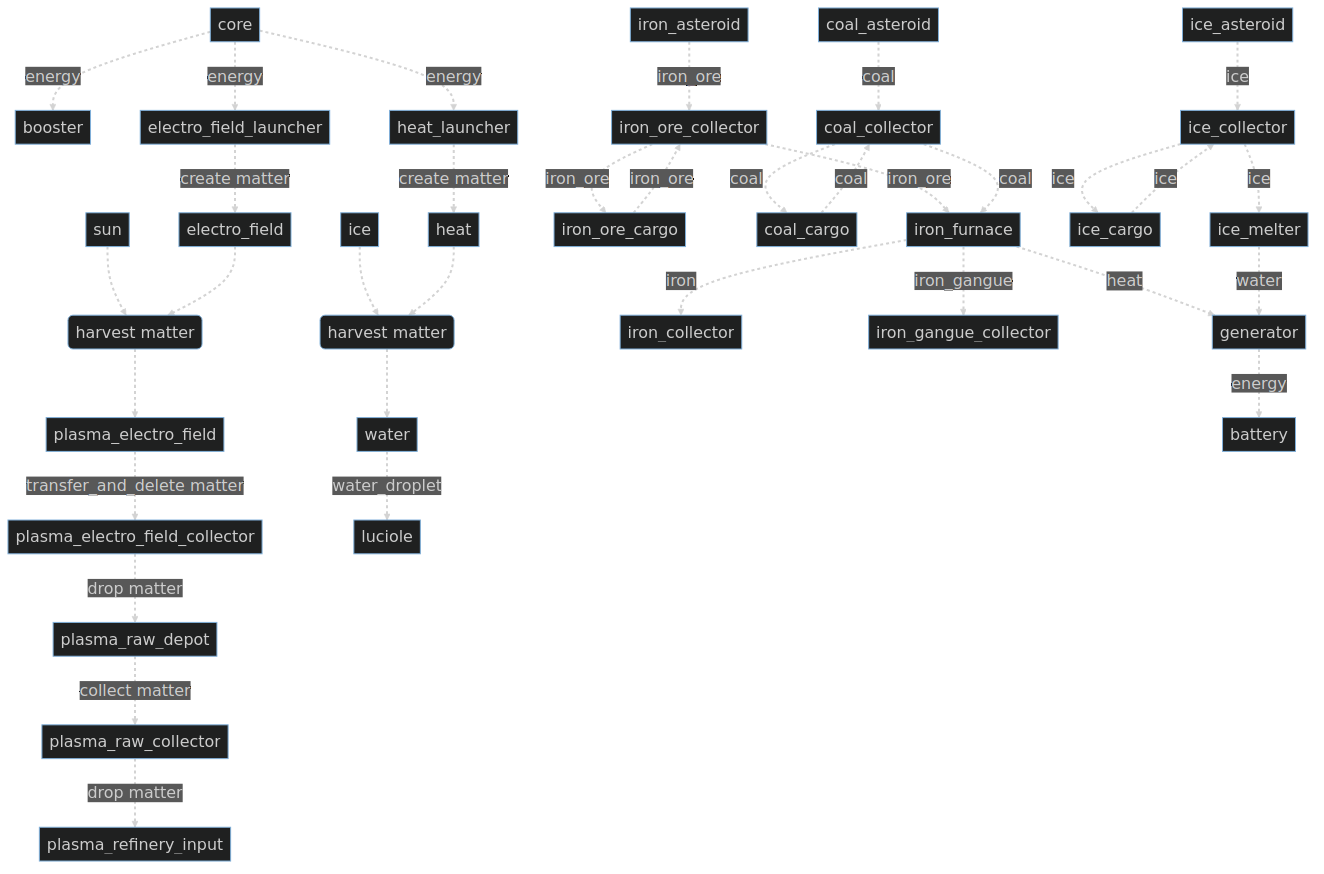 core
iron_asteroid
coal_asteroid
ice_asteroid
energy
energy
energy
iron_ore
coal
ice
booster
electro_field_launcher
heat_launcher
iron_ore_collector
coal_collector
ice_collector
create matter
create matter
iron_ore
iron_ore
coal
coal
iron_ore
coal
ice
ice
ice
sun
electro_field
ice
heat
iron_ore_cargo
coal_cargo
iron_furnace
ice_cargo
ice_melter
iron
iron_gangue
heat
water
harvest matter
harvest matter
iron_collector
iron_gangue_collector
generator
energy
plasma_electro_field
water
battery
transfer_and_delete matter
water_droplet
plasma_electro_field_collector
luciole
drop matter
plasma_raw_depot
collect matter
plasma_raw_collector
drop matter
plasma_refinery_input